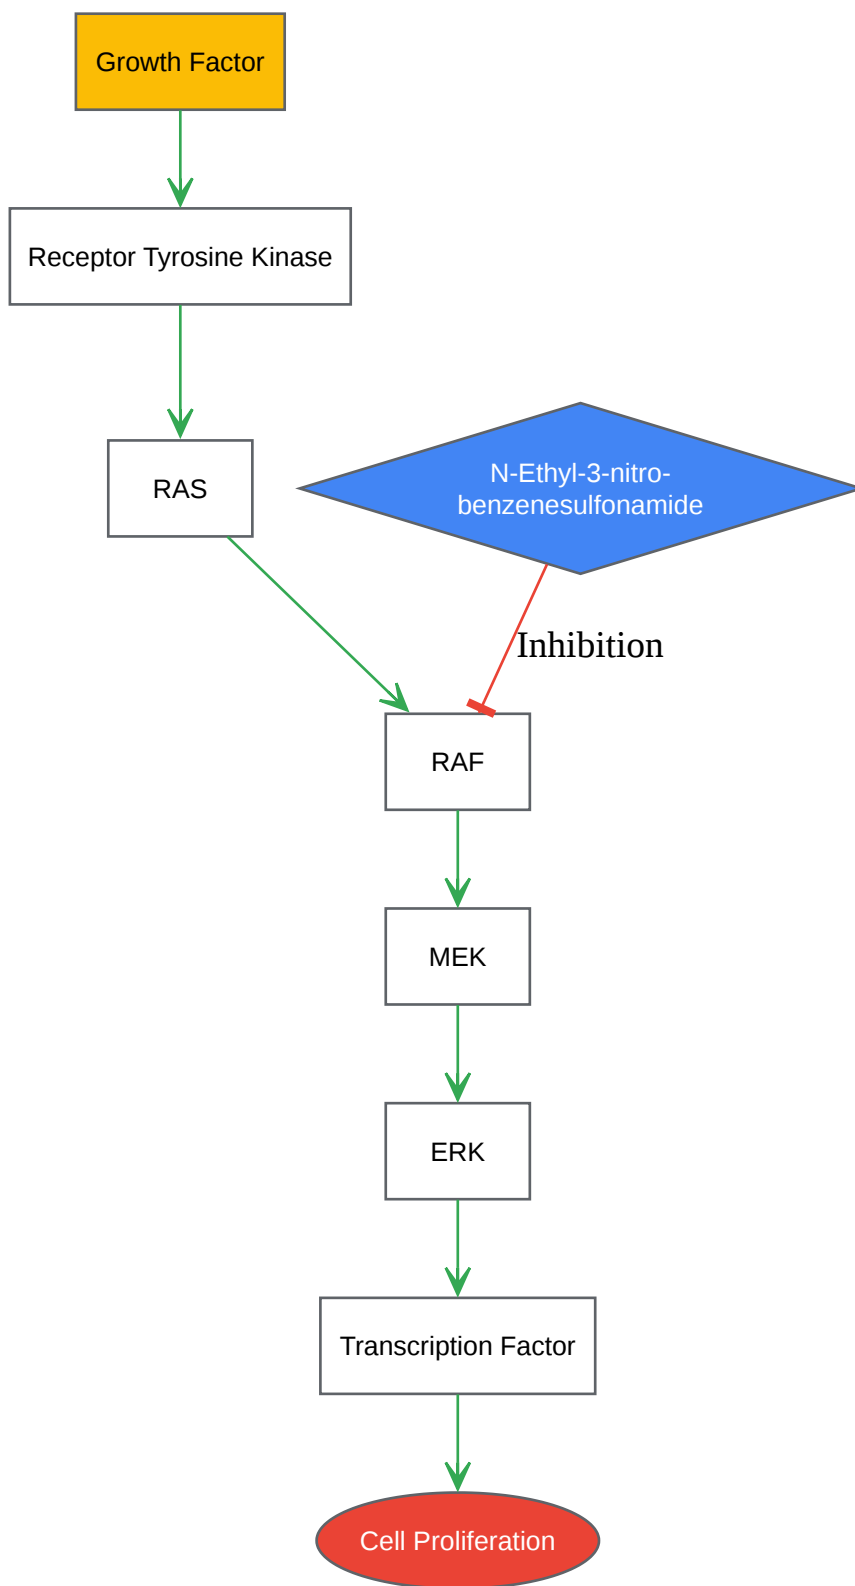 Growth Factor
Receptor Tyrosine Kinase
RAS
N-Ethyl-3-nitro-
benzenesulfonamide
Inhibition
RAF
MEK
ERK
Transcription Factor
Cell Proliferation